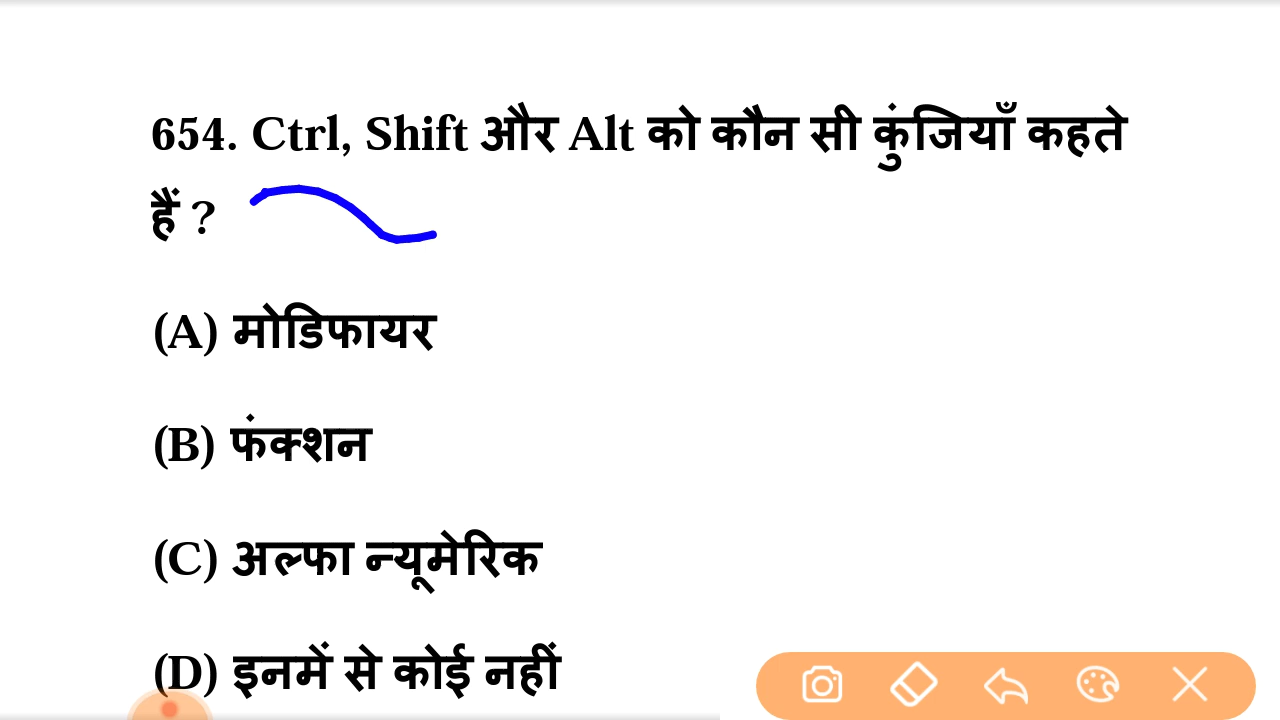 654. Ctrl, Shift और Alt को कौन सी कुंजियाँ कहते
हैं ?
(A) मोडिफायर
(B) फंक्शन
(C) अल्फा न्यूमेरिक
(D) इनमें से कोई नहीं